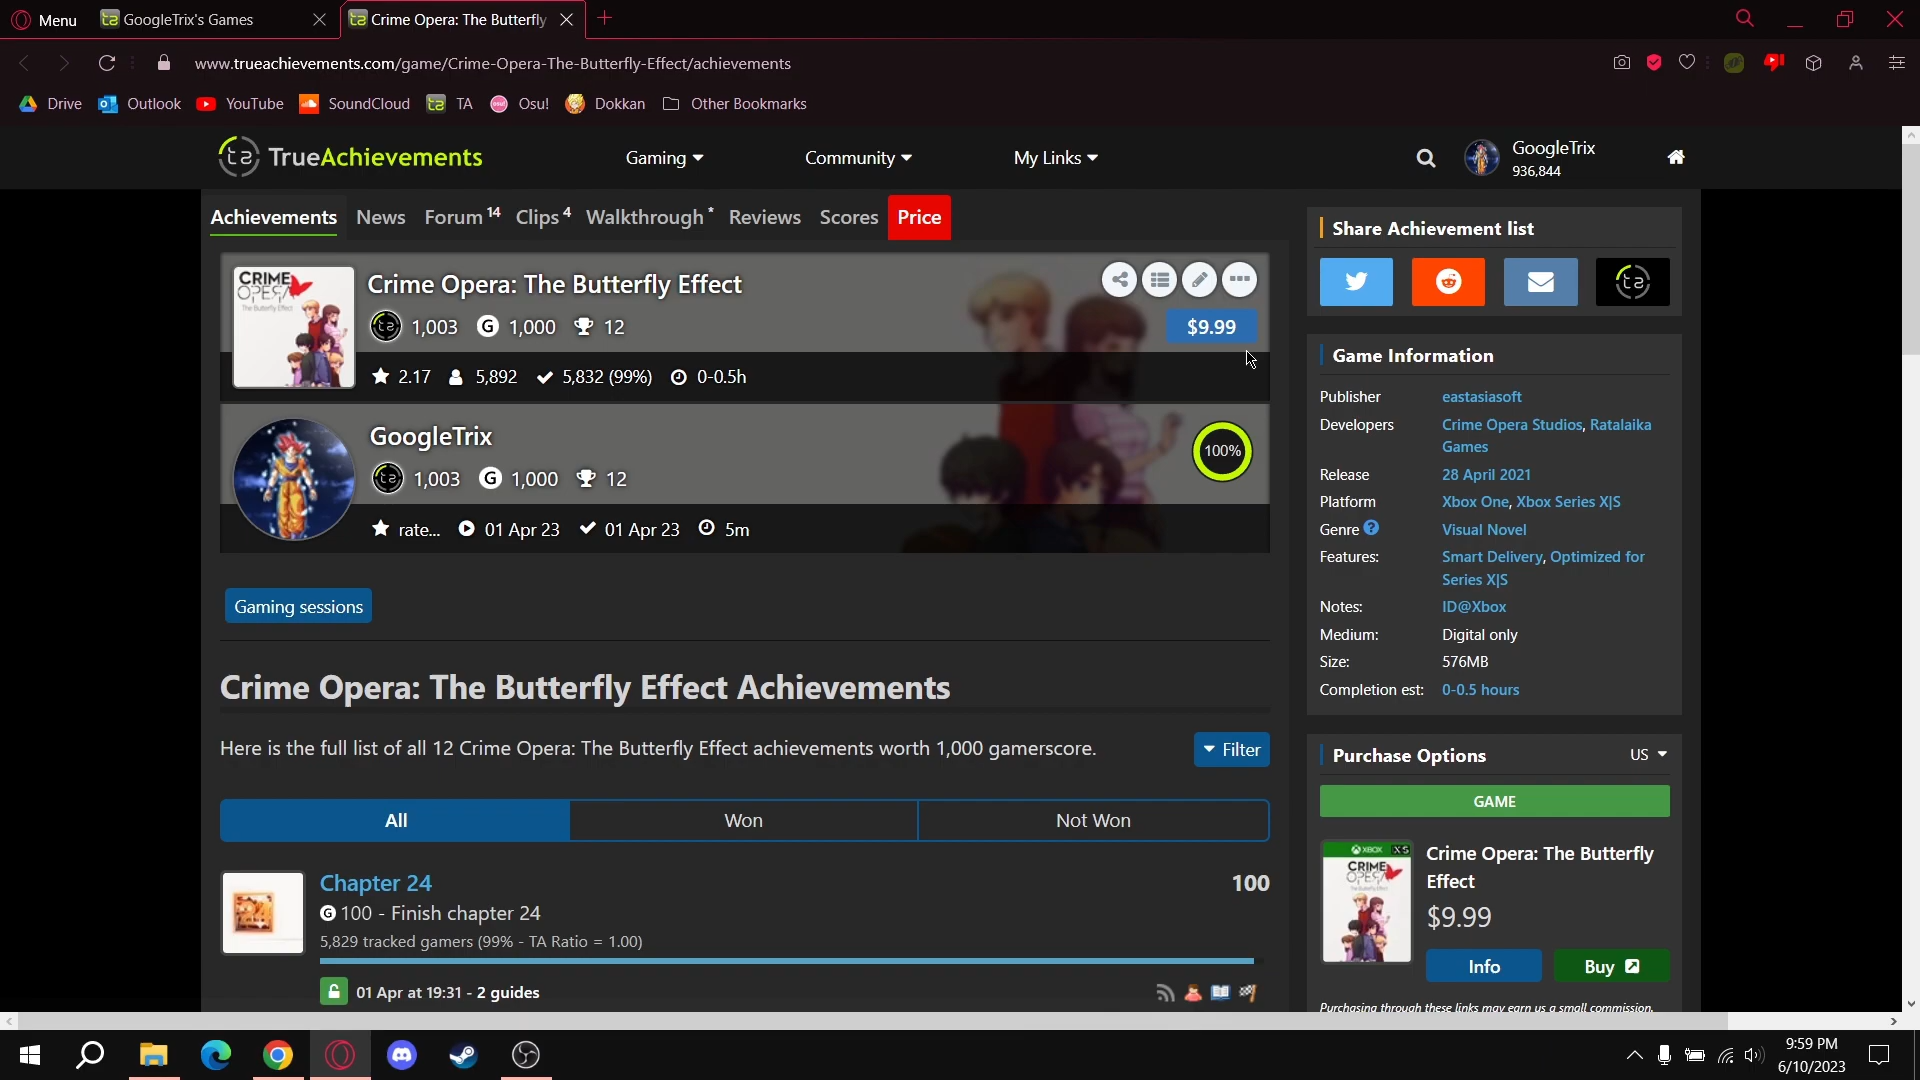 Menu
GoogleTrix's Games
Crime Opera: The Butterfly
www.trueachievements.com/game/Crime-Opera-The-Butterfly-Effect/achievements
Drive Outlook YouTube SoundCloud TA Osu! Dokkan Other Bookmarks
TrueAchievements
Gaming Community My Links
GoogleTrix
936,844
Achievements News Forum 14 Clips 4 Walkthrough * Reviews Scores Price
CRIME OPERA The Butterfly Effect
Crime Opera: The Butterfly Effect
1,003 G 1,000 12
$9.99
2.17 5,892 5,832 (99%) 0-0.5h
GoogleTrix
1,003 G 1,000 12
100%
rate... 01 Apr 23 01 Apr 23 5m
Gaming sessions
Crime Opera: The Butterfly Effect Achievements
Here is the full list of all 12 Crime Opera: The Butterfly Effect achievements worth 1,000 gamerscore.
Filter
All Won Not Won
Chapter 24 100
G 100 - Finish chapter 24
5,829 tracked gamers (99% - TA Ratio = 1.00)
01 Apr at 19:31 - 2 guides
Share Achievement list
Game Information
Publisher eastasiasoft
Developers Crime Opera Studios, Ratalaika
Games
Release 28 April 2021
Platform Xbox One, Xbox Series X|S
Genre ? Visual Novel
Features: Smart Delivery, Optimized for
Series X|S
Notes: ID@Xbox
Medium: Digital only
Size: 576MB
Completion est: 0-0.5 hours
Purchase Options US
GAME
XBOX X|S
CRIME OPERA
Crime Opera: The Butterfly
Effect
$9.99
Info Buy
Purchasing through these links may earn us a small commission.
9:59 PM
6/10/2023